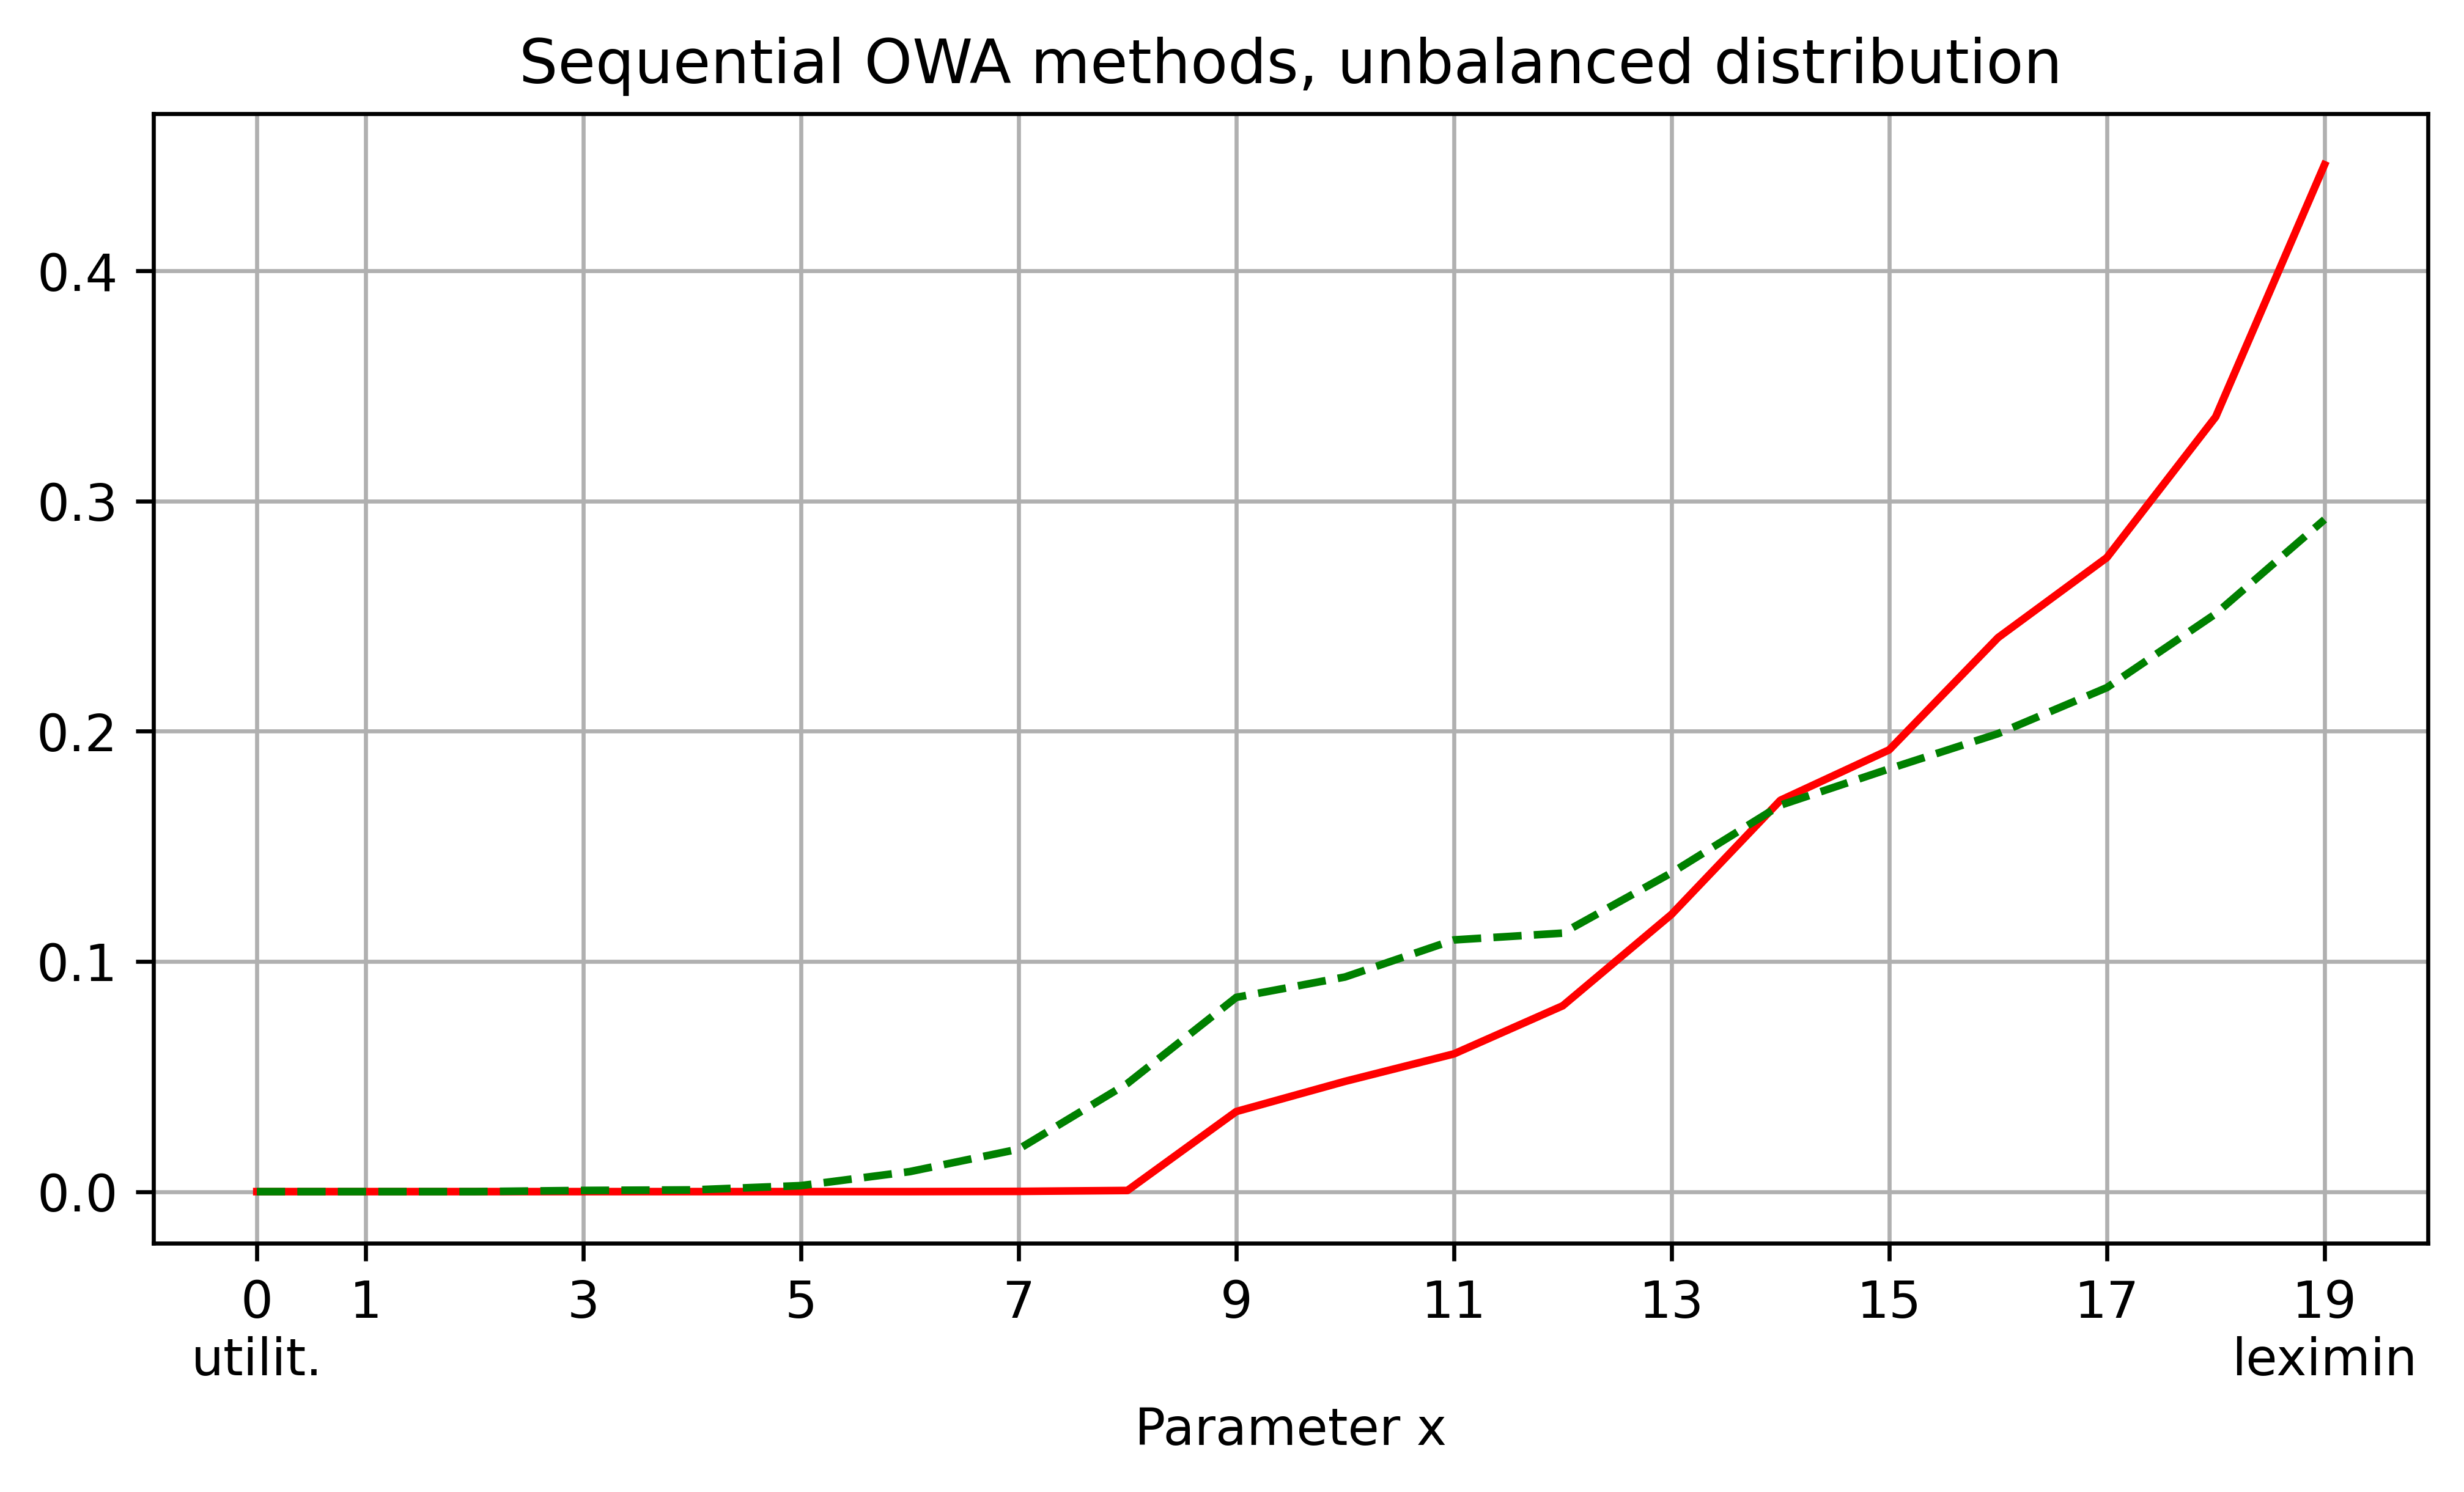 Sequential OWA methods, unbalanced distribution
0.4
0.3
0.2
0.1
0.0
0 1 3 5 7 9 11 13 15 17 19
utilit. leximin
Parameter x